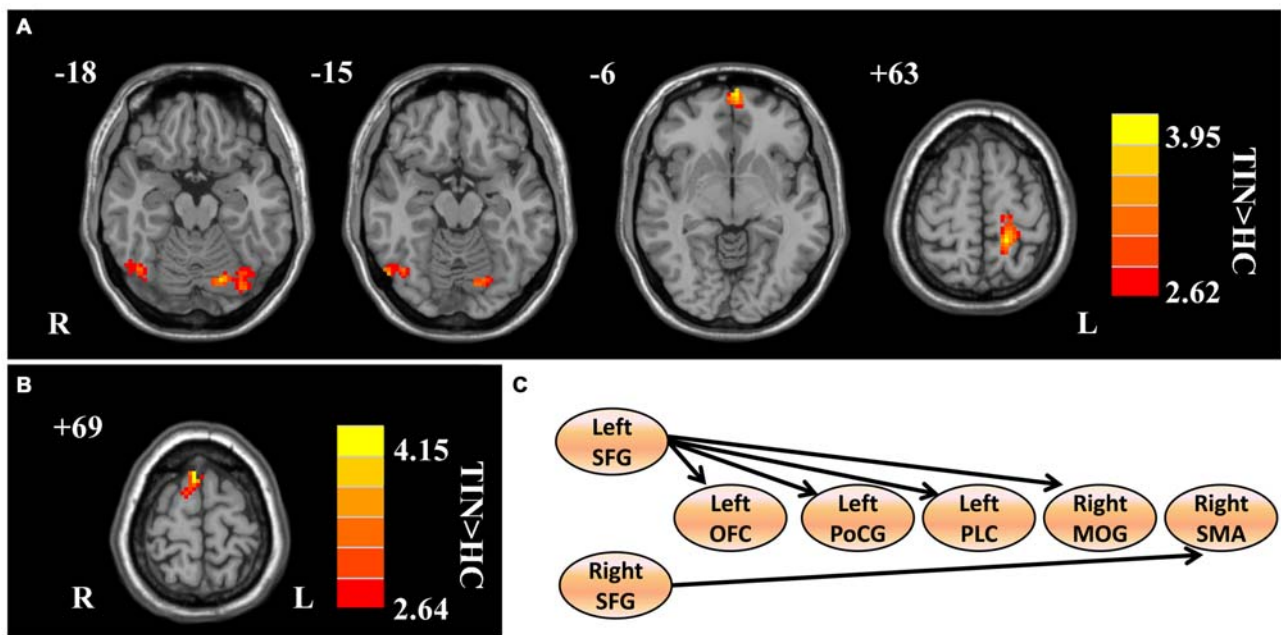 A
-18
-15
-6
+63
R
L
3.95
2.62
TIN>HC
B
+69
R
L
4.15
2.64
TIN>HC
C
Left
SFG
Left
OFC
Left
PoCG
Left
PLC
Right
MOG
Right
SMA
Right
SFG